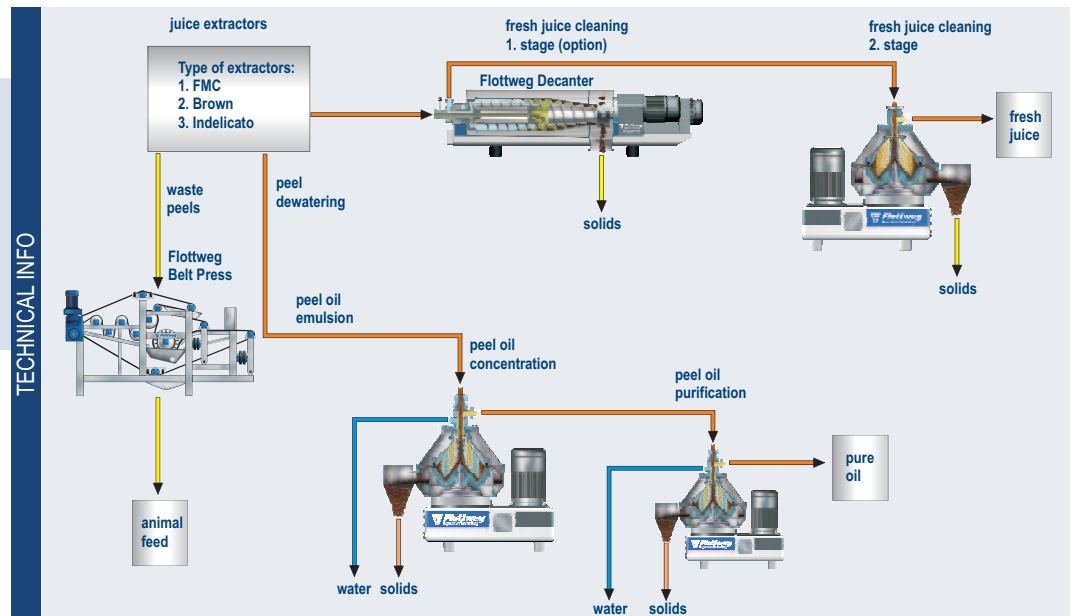 TECHNICAL INFO
juice extractors
Type of extractors:
1. FMC
2. Brown
3. Indelicato
fresh juice cleaning
1. stage (option)
Flottweg Decanter
fresh juice cleaning
2. stage
fresh
juice
Flottweg
solids
solids
waste
peels
peel
dewatering
Flottweg
Belt Press
peel oil
emulsion
peel oil
concentration
peel oil
purification
pure
oil
animal
feed
Flottweg
Flottweg
water
solids
water
solids